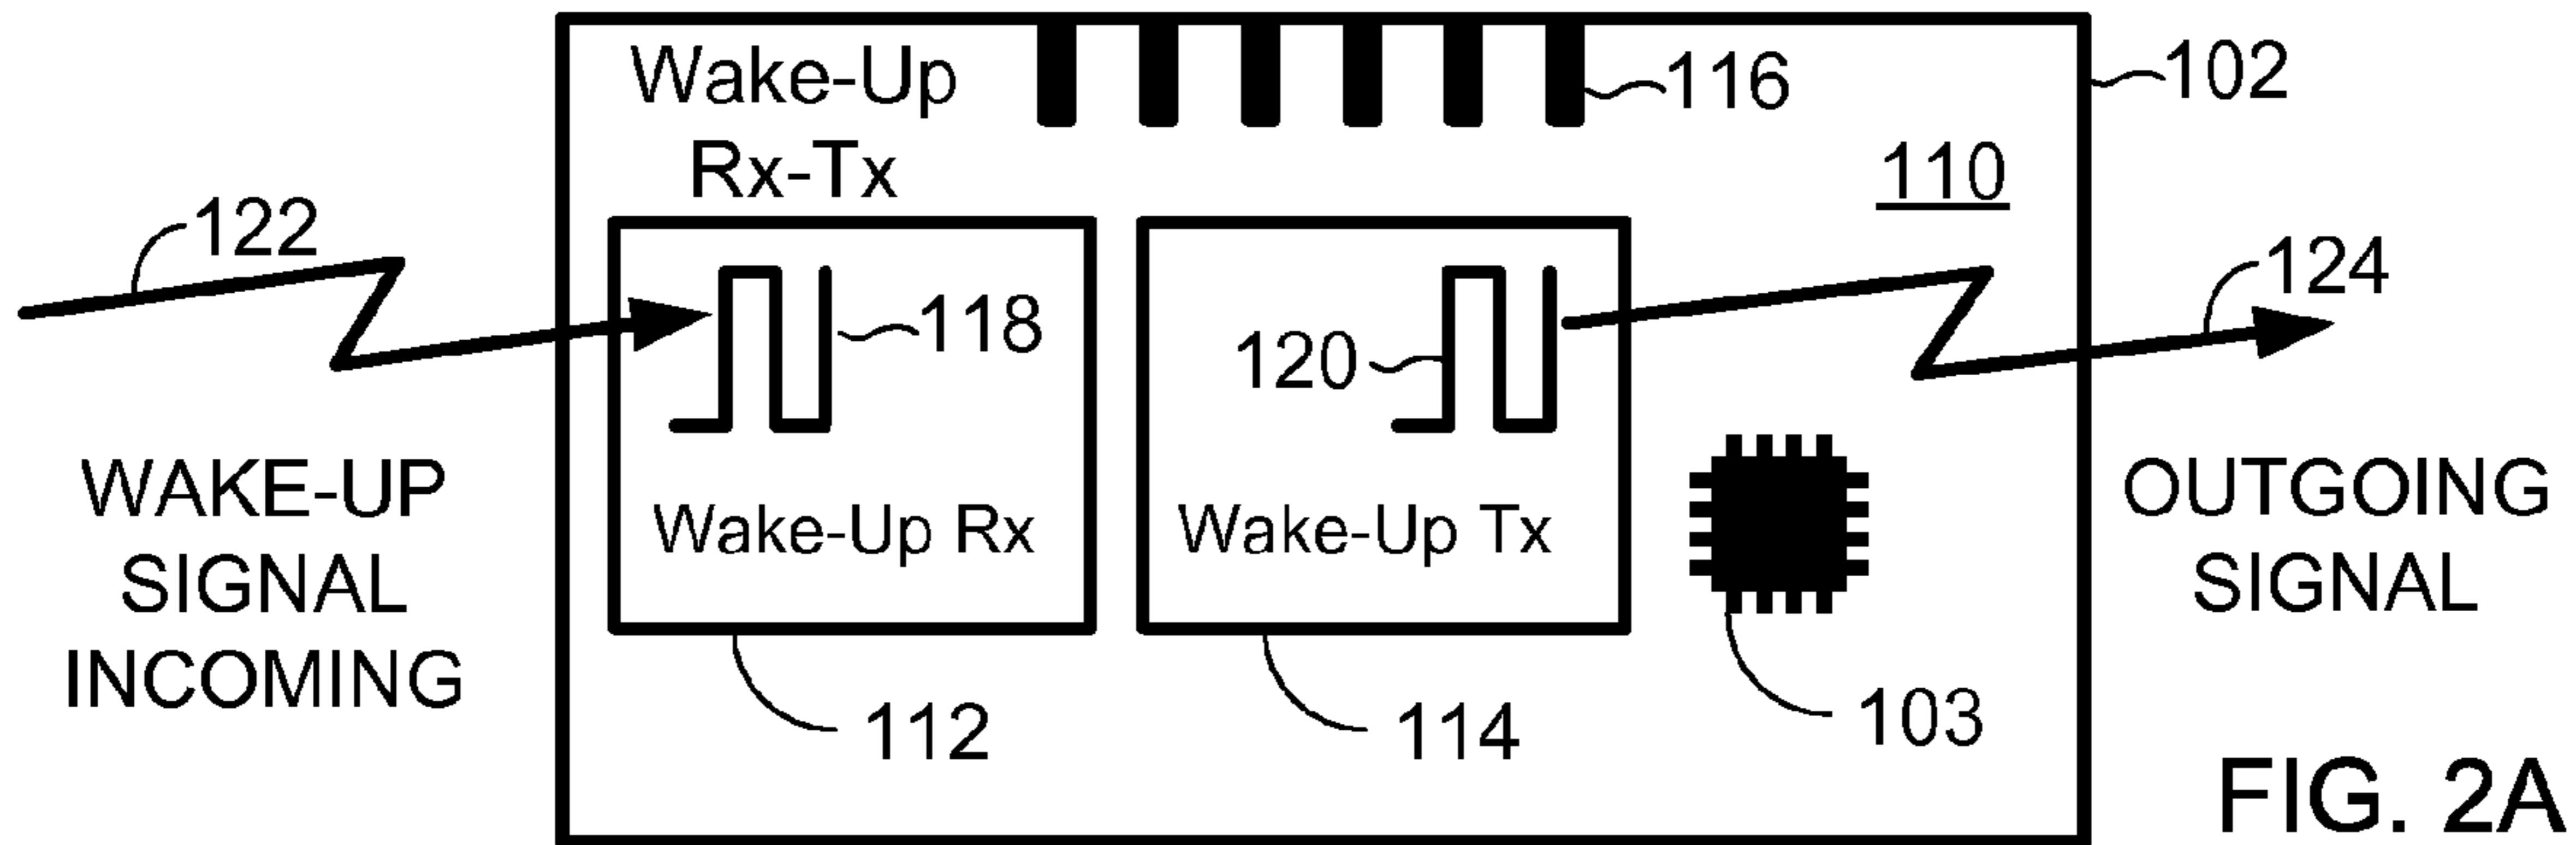 Wake-Up
Rx-Tx
116
102
110
122
124
118
120
Wake-Up Rx
Wake-Up Tx
WAKE-UP
SIGNAL
INCOMING
OUTGOING
SIGNAL
112
114
103
FIG. 2A